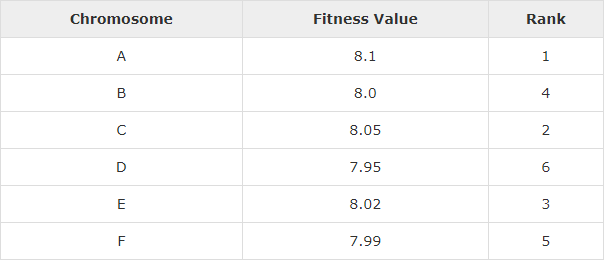 Chromosome Fitness Value Rank
A 8.1 1
B 8.0 4
C 8.05 2
D 7.95 6
E 8.02 3
F 7.99 5